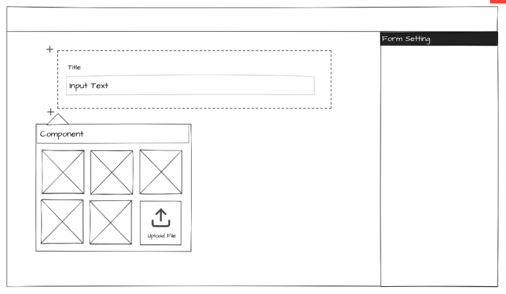 Form Setting
Title
Input Text
Component
Upload File